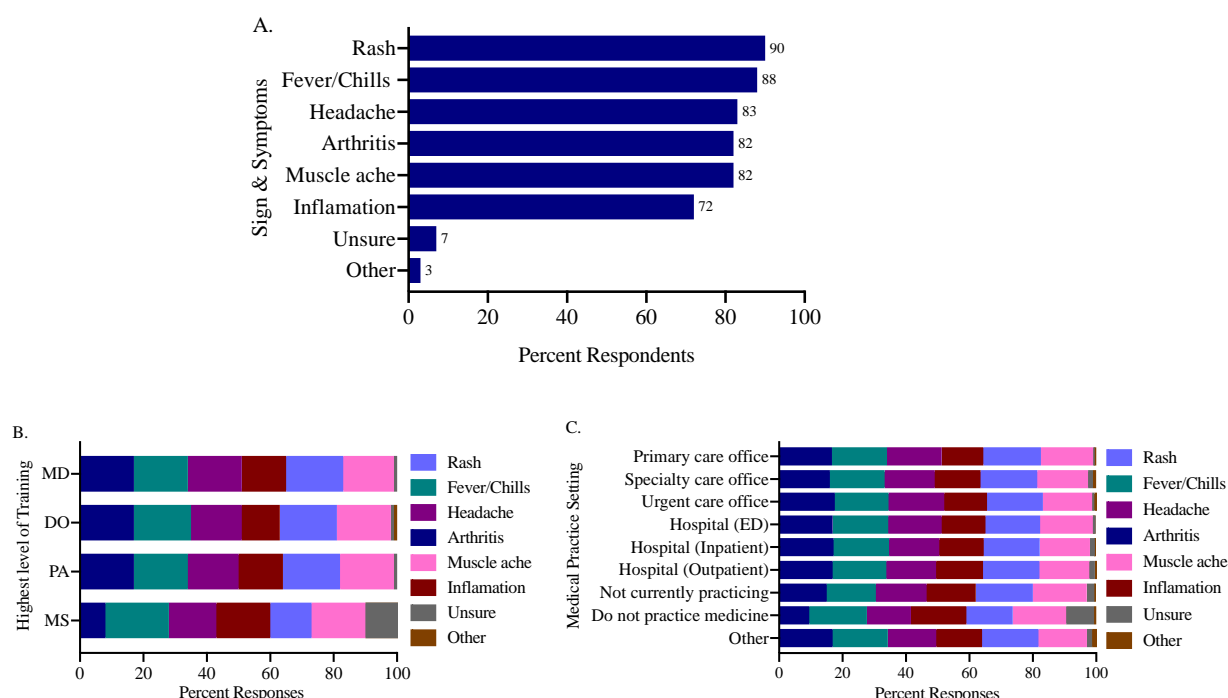 A.
Sign & Symptoms
Rash 90
Fever/Chills 88
Headache 83
Arthritis 82
Muscle ache 82
Inflamation 72
Unsure 7
Other 3
0 20 40 60 80 100
Percent Respondents
B.
Highest level of Training
MD
DO
PA
MS
0 20 40 60 80 100
Percent Responses
Rash
Fever/Chills
Headache
Arthritis
Muscle ache
Inflamation
Unsure
Other
C.
Medical Practice Setting
Primary care office
Specialty care office
Urgent care office
Hospital (ED)
Hospital (Inpatient)
Hospital (Outpatient)
Not currently practicing
Do not practice medicine
Other
0 20 40 60 80 100
Percent Responses
Rash
Fever/Chills
Headache
Arthritis
Muscle ache
Inflamation
Unsure
Other